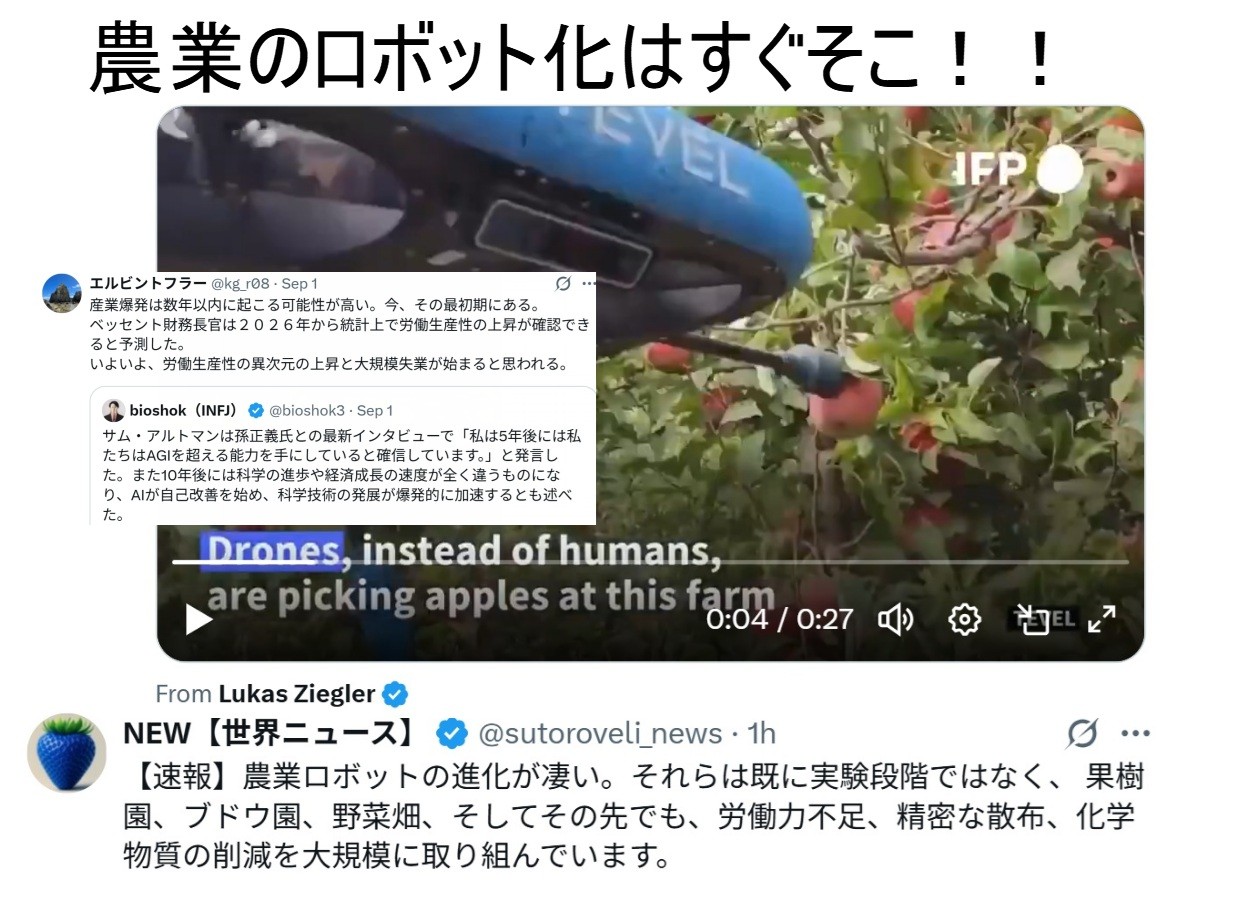 農業のロボット化はすぐそこ！！
TEVEL
IFP
エルビントフラー @kg_r08 · Sep 1
産業爆発は数年以内に起こる可能性が高い。今、その最初期にある。
ベッセント財務長官は２０２６年から統計上で労働生産性の上昇が確認でき
ると予測した。
いよいよ、労働生産性の異次元の上昇と大規模失業が始まると思われる。
bioshok（INFJ） @bioshok3 · Sep 1
サム・アルトマンは孫正義氏との最新インタビューで「私は5年後には私
たちはAGIを超える能力を手にしていると確信しています。」と発言し
た。また10年後には科学の進歩や経済成長の速度が全く違うものにな
り、AIが自己改善を始め、科学技術の発展が爆発的に加速するとも述べ
た。
Drones, instead of humans,
are picking apples at this farm
0:04 / 0:27
TEVEL
From Lukas Ziegler
NEW【世界ニュース】 @sutoroveli_news · 1h
【速報】農業ロボットの進化が凄い。それらは既に実験段階ではなく、 果樹
園、ブドウ園、野菜畑、そしてその先でも、労働力不足、精密な散布、化学
物質の削減を大規模に取り組んでいます。